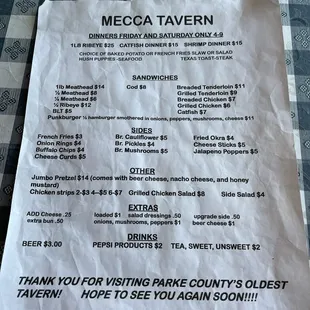 MECCA TAVERN
DINNERS FRIDAY AND SATURDAY ONLY 4-9
1LB RIBEYE $25 CATFISH DINNER $15 SHRIMP DINNER $15
CHOICE OF BAKED POTATO OR FRENCH FRIES SLAW OR SALAD
HUSH PUPPIES -SEAFOOD TEXAS TOAST-STEAK
SANDWICHES
1lb Meathead $14 Cod $8 Breaded Tenderloin $11
½ Meathead $8 Grilled Tenderloin $9
¼ Meathead $6 Breaded Chicken $7
½ Ribeye $12 Grilled Chicken $6
BLT $5 Catfish $7
Puskburger ½ hamburger smothered in onions, peppers, mushrooms, cheese $11
SIDES
French Fries $3 Br. Cauliflower $5 Fried Okra $4
Onion Rings $4 Br. Pickles $4 Cheese Sticks $5
Buffalo Chips $4 Br. Mushrooms $5 Jalapeno Poppers $5
Cheese Curds $5
OTHER
Jumbo Pretzel $14 (comes with beer cheese, nacho cheese, and honey
mustard)
Chicken strips 2-$3 4--$5 6-$7 Grilled Chicken Salad $8 Side Salad $4
EXTRAS
ADD Cheese .25 loaded $1 salad dressings .50 upgrade side .50
extra bun .50 onions, mushrooms, peppers $1 beer cheese $1
DRINKS
BEER $3.00 PEPSI PRODUCTS $2 TEA, SWEET, UNSWEET $2
THANK YOU FOR VISITING PARKE COUNTY'S OLDEST
TAVERN! HOPE TO SEE YOU AGAIN SOON!!!!